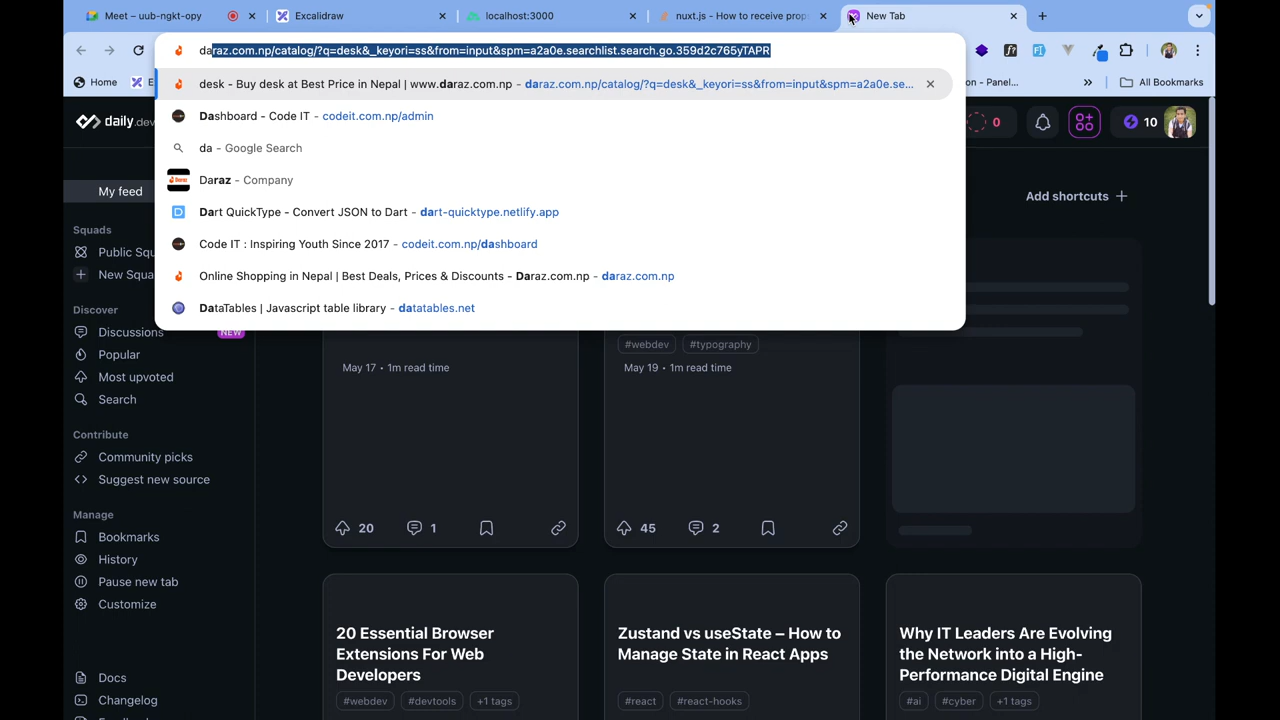 Meet – uub-ngkt-opy
Excalidraw
localhost:3000
nuxt.js - How to receive prop
New Tab
daraz.com.np/catalog/?q=desk&_keyori=ss&from=input&spm=a2a0e.searchlist.search.go.359d2c765yTAPR
Home
on - Panel...
All Bookmarks
desk - Buy desk at Best Price in Nepal | www.daraz.com.np - daraz.com.np/catalog/?q=desk&_keyori=ss&from=input&spm=a2a0e.se...
Dashboard - Code IT - codeit.com.np/admin
da - Google Search
Daraz - Company
Dart QuickType - Convert JSON to Dart - dart-quicktype.netlify.app
Code IT : Inspiring Youth Since 2017 - codeit.com.np/dashboard
Online Shopping in Nepal | Best Deals, Prices & Discounts - Daraz.com.np - daraz.com.np
DataTables | Javascript table library - datatables.net
daily.dev
0
10
Add shortcuts
My feed
Squads
Public Squ
New Squa
Discover
Discussions
NEW
Popular
Most upvoted
Search
Contribute
Community picks
Suggest new source
Manage
Bookmarks
History
Pause new tab
Customize
Docs
Changelog
May 17 • 1m read time
20
1
#webdev
#typography
May 19 • 1m read time
45
2
20 Essential Browser
Extensions For Web
Developers
#webdev
#devtools
+1 tags
Zustand vs useState – How to
Manage State in React Apps
#react
#react-hooks
Why IT Leaders Are Evolving
the Network into a High-
Performance Digital Engine
#ai
#cyber
+1 tags